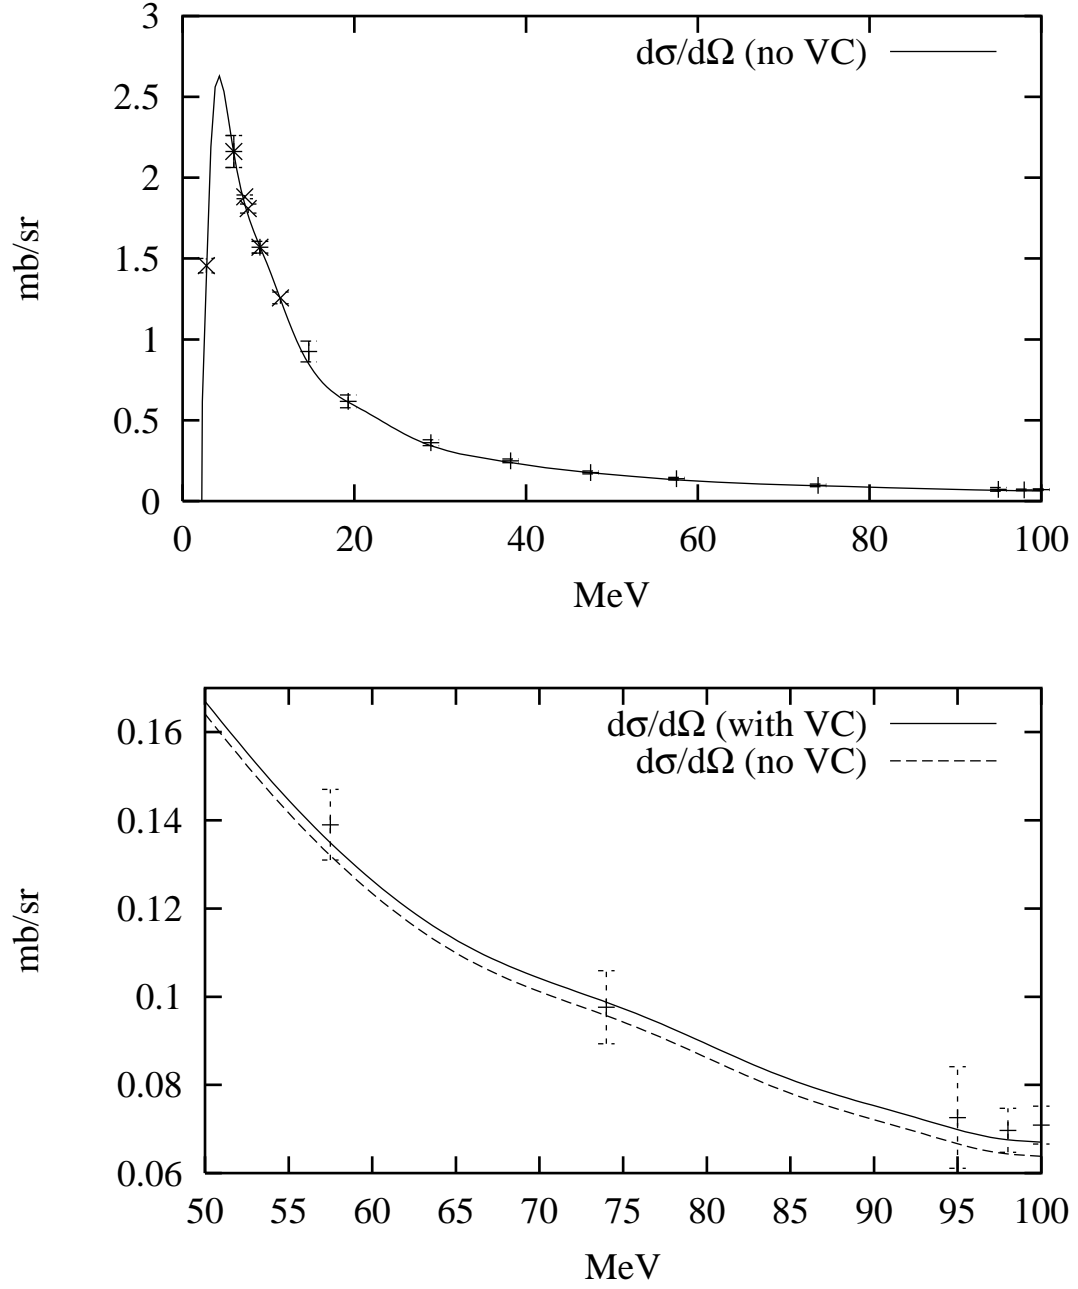 3
dσ/dΩ (no VC)
2.5
2
1.5
1
0.5
0
mb/sr
0 20 40 60 80 100
MeV
dσ/dΩ (with VC)
dσ/dΩ (no VC)
0.16
0.14
0.12
0.1
0.08
0.06
mb/sr
50 55 60 65 70 75 80 85 90 95 100
MeV